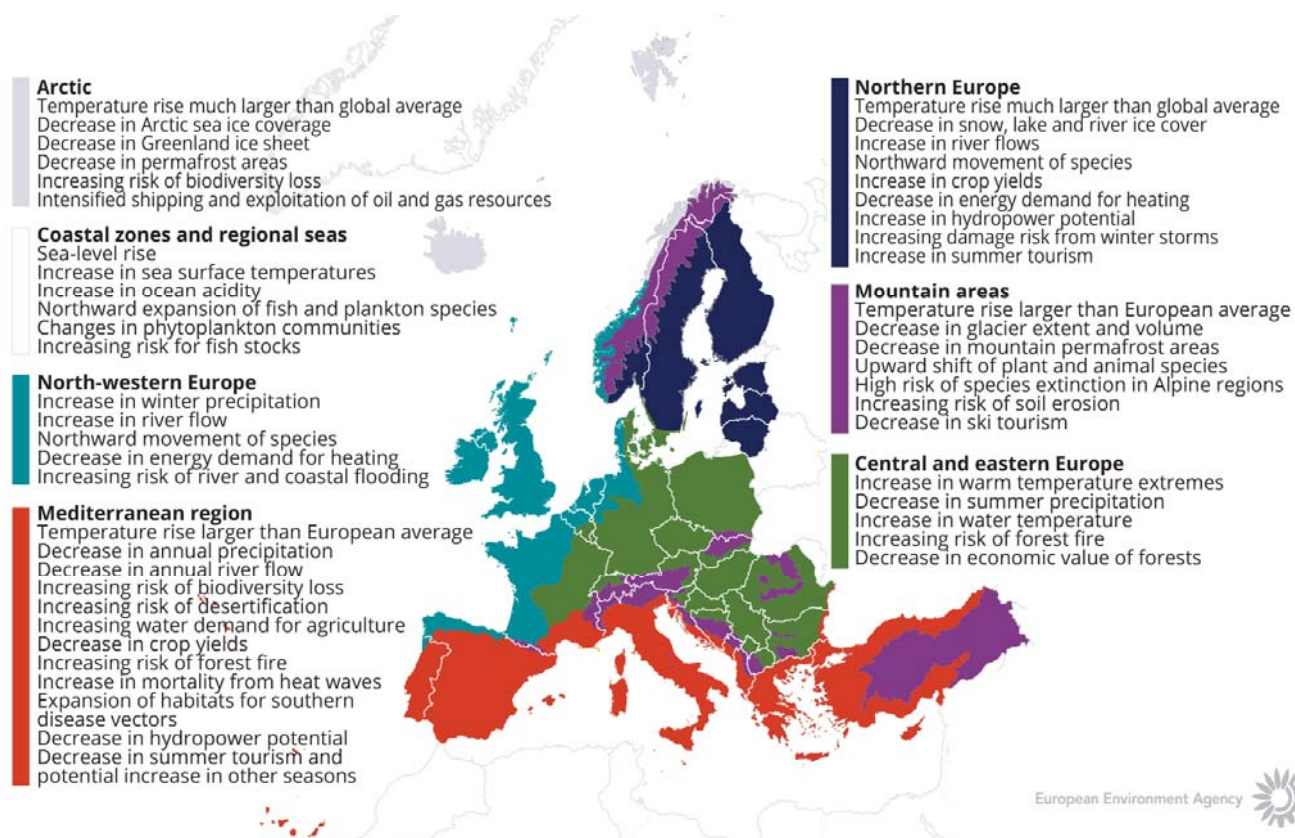 Arctic
Temperature rise much larger than global average
Decrease in Arctic sea ice coverage
Decrease in Greenland ice sheet
Decrease in permafrost areas
Increasing risk of biodiversity loss
Intensified shipping and exploitation of oil and gas resources
Coastal zones and regional seas
Sea-level rise
Increase in sea surface temperatures
Increase in ocean acidity
Northward expansion of fish and plankton species
Changes in phytoplankton communities
Increasing risk for fish stocks
North-western Europe
Increase in winter precipitation
Increase in river flow
Northward movement of species
Decrease in energy demand for heating
Increasing risk of river and coastal flooding
Mediterranean region
Temperature rise larger than European average
Decrease in annual precipitation
Decrease in annual river flow
Increasing risk of biodiversity loss
Increasing risk of desertification
Increasing water demand for agriculture
Decrease in crop yields
Increasing risk of forest fire
Increase in mortality from heat waves
Expansion of habitats for southern
disease vectors
Decrease in hydropower potential
Decrease in summer tourism and
potential increase in other seasons
Northern Europe
Temperature rise much larger than global average
Decrease in snow, lake and river ice cover
Increase in river flows
Northward movement of species
Increase in crop yields
Decrease in energy demand for heating
Increase in hydropower potential
Increasing damage risk from winter storms
Increase in summer tourism
Mountain areas
Temperature rise larger than European average
Decrease in glacier extent and volume
Decrease in mountain permafrost areas
Upward shift of plant and animal species
High risk of species extinction in Alpine regions
Increasing risk of soil erosion
Decrease in ski tourism
Central and eastern Europe
Increase in warm temperature extremes
Decrease in summer precipitation
Increase in water temperature
Increasing risk of forest fire
Decrease in economic value of forests
European Environment Agency